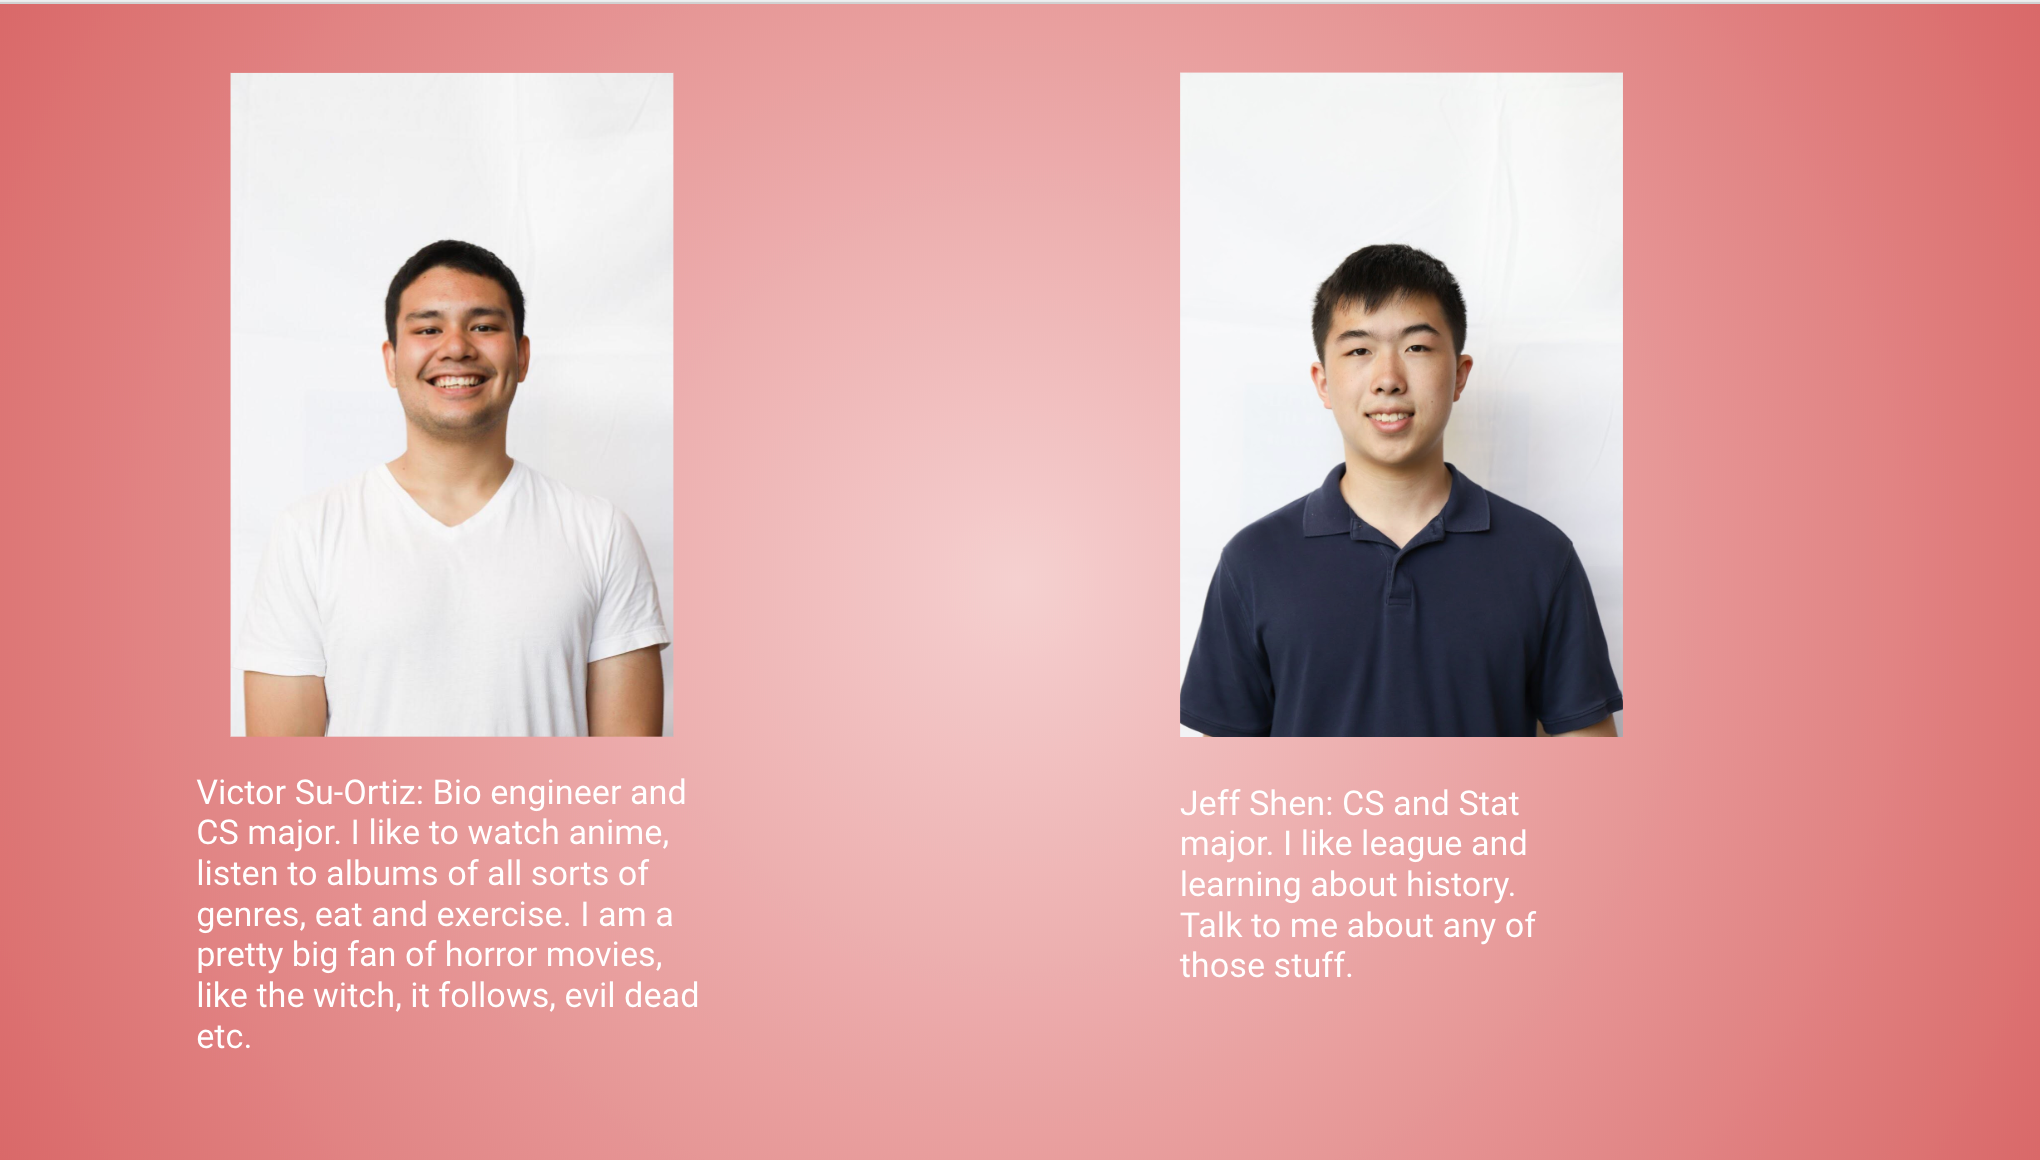 Victor Su-Ortiz: Bio engineer and
CS major. I like to watch anime,
listen to albums of all sorts of
genres, eat and exercise. I am a
pretty big fan of horror movies,
like the witch, it follows, evil dead
etc.
Jeff Shen: CS and Stat
major. I like league and
learning about history.
Talk to me about any of
those stuff.